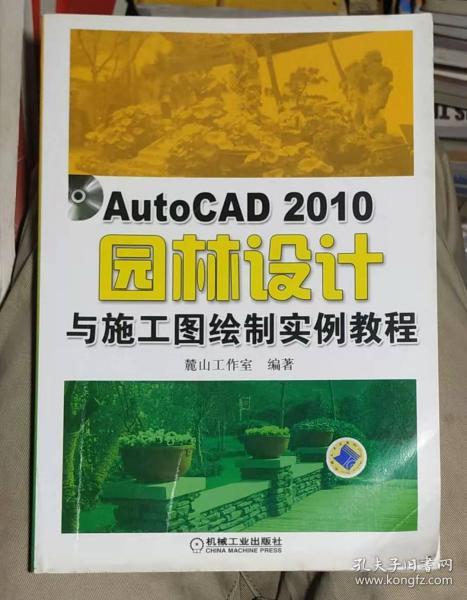 AutoCAD 2010
园林设计
与施工图绘制实例教程
麓山工作室 编著
机械工业出版社
CHINA MACHINE PRESS
孔夫子旧书网
www.kongfz.com